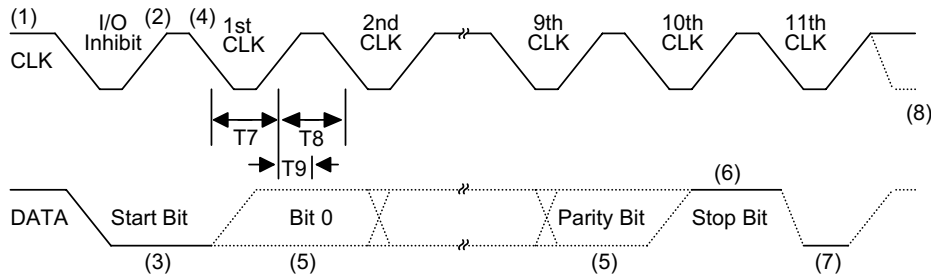 (1) I/O Inhibit (2) (4) 1st CLK 2nd CLK 9th CLK 10th CLK 11th CLK
CLK
(8)
T7 T8
T9
(6)
DATA Start Bit Bit 0 Parity Bit Stop Bit
(3) (5) (5) (7)